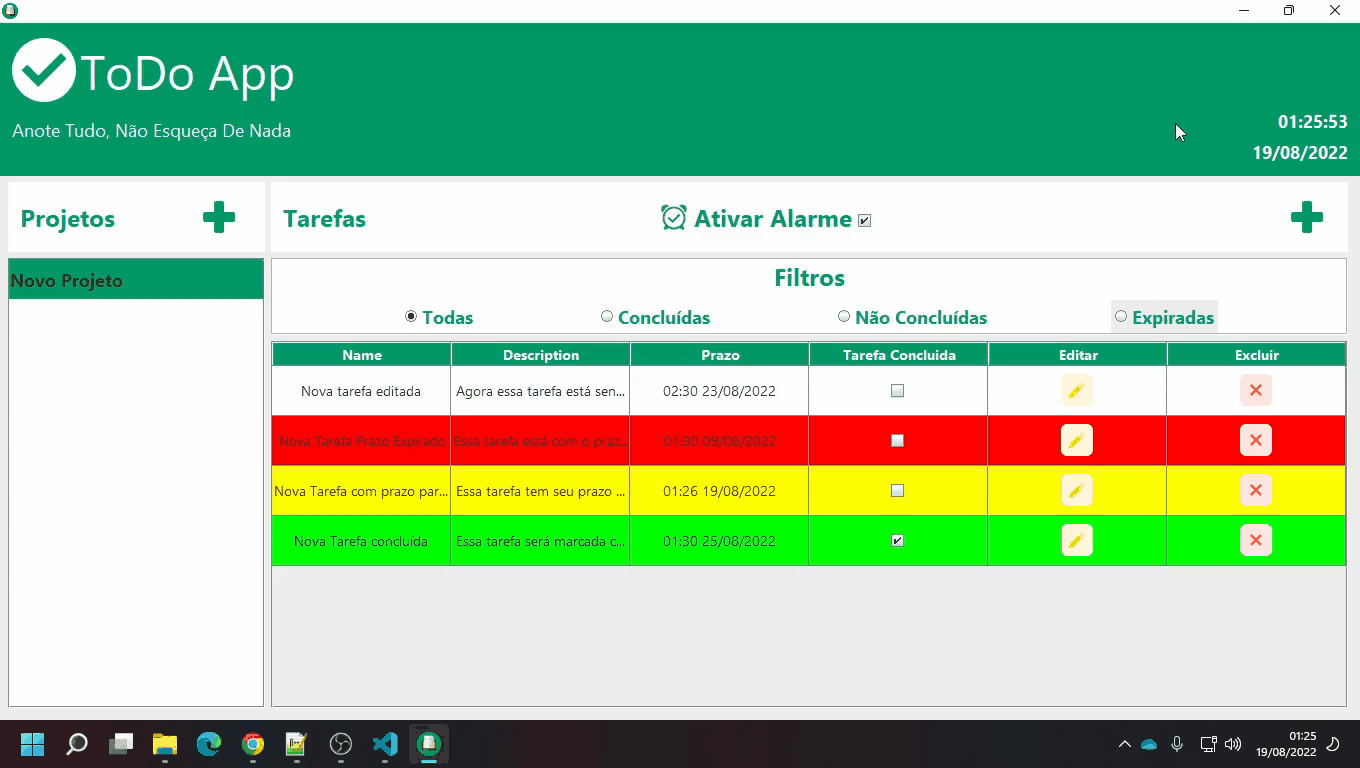 ToDo App
Anote Tudo, Não Esqueça De Nada
01:25:53
19/08/2022
Projetos
Tarefas
Ativar Alarme
Novo Projeto
Filtros
Todas
Concluídas
Não Concluídas
Expiradas
Name Description Prazo Tarefa Concluida Editar Excluir
Nova tarefa editada Agora essa tarefa está sen... 02:30 23/08/2022
Nova Tarefa Prazo Expirado Essa tarefa está com o praz... 01:30 09/08/2022
Nova Tarefa com prazo par... Essa tarefa tem seu prazo ... 01:26 19/08/2022
Nova Tarefa concluída Essa tarefa será marcada c... 01:30 25/08/2022
01:25
19/08/2022